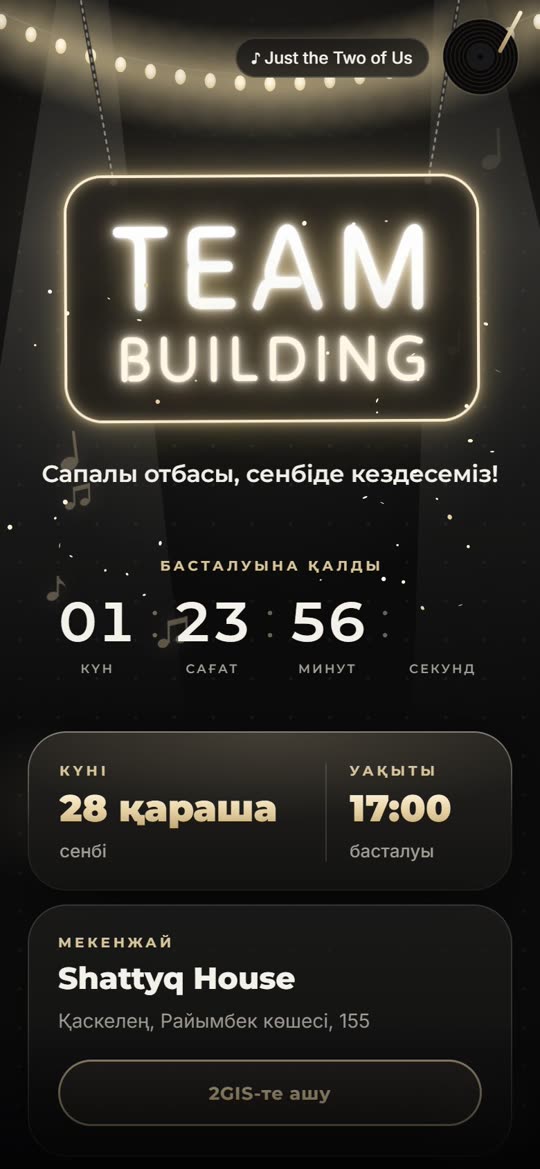 ♪ Just the Two of Us
TEAM
BUILDING
Сапалы отбасы, сенбіде кездесеміз!
БАСТАЛУЫНА ҚАЛДЫ
01 : 23 : 56 :
КҮН САҒАТ МИНУТ СЕКУНД
КҮНІ УАҚЫТЫ
28 қараша 17:00
сенбі басталуы
МЕКЕНЖАЙ
Shattyq House
Қаскелең, Райымбек көшесі, 155
2GIS-те ашу